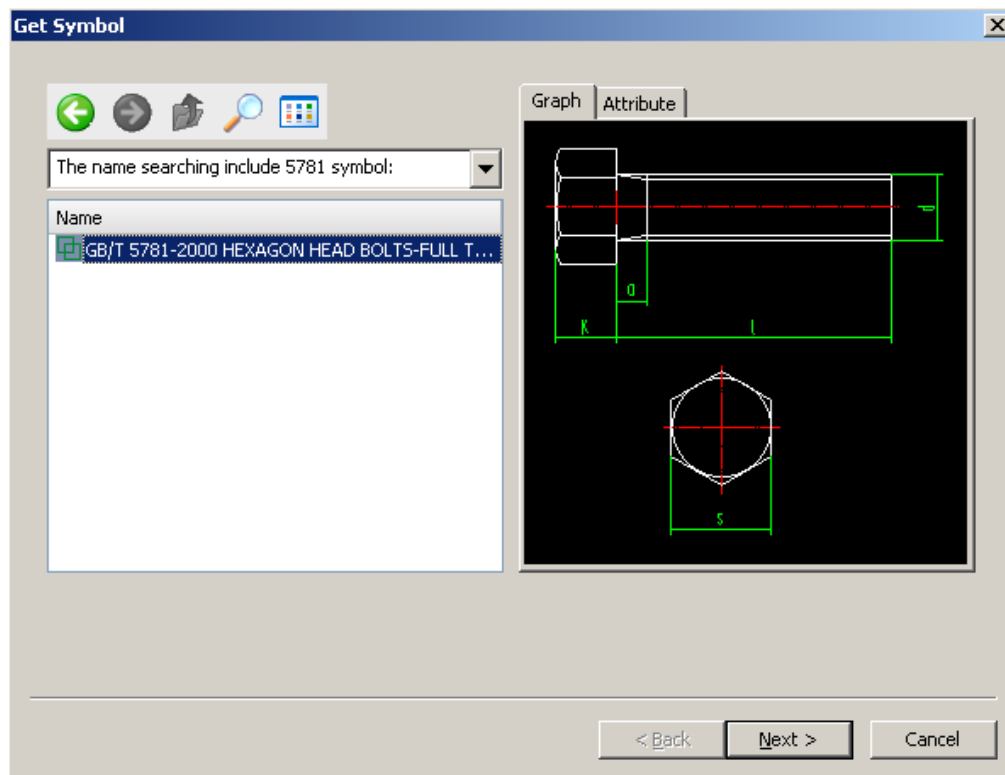 Get Symbol
Graph
Attribute
The name searching include 5781 symbol:
Name
GB/T 5781-2000 HEXAGON HEAD BOLTS-FULL T...
d
a
K
l
s
< Back
Next >
Cancel